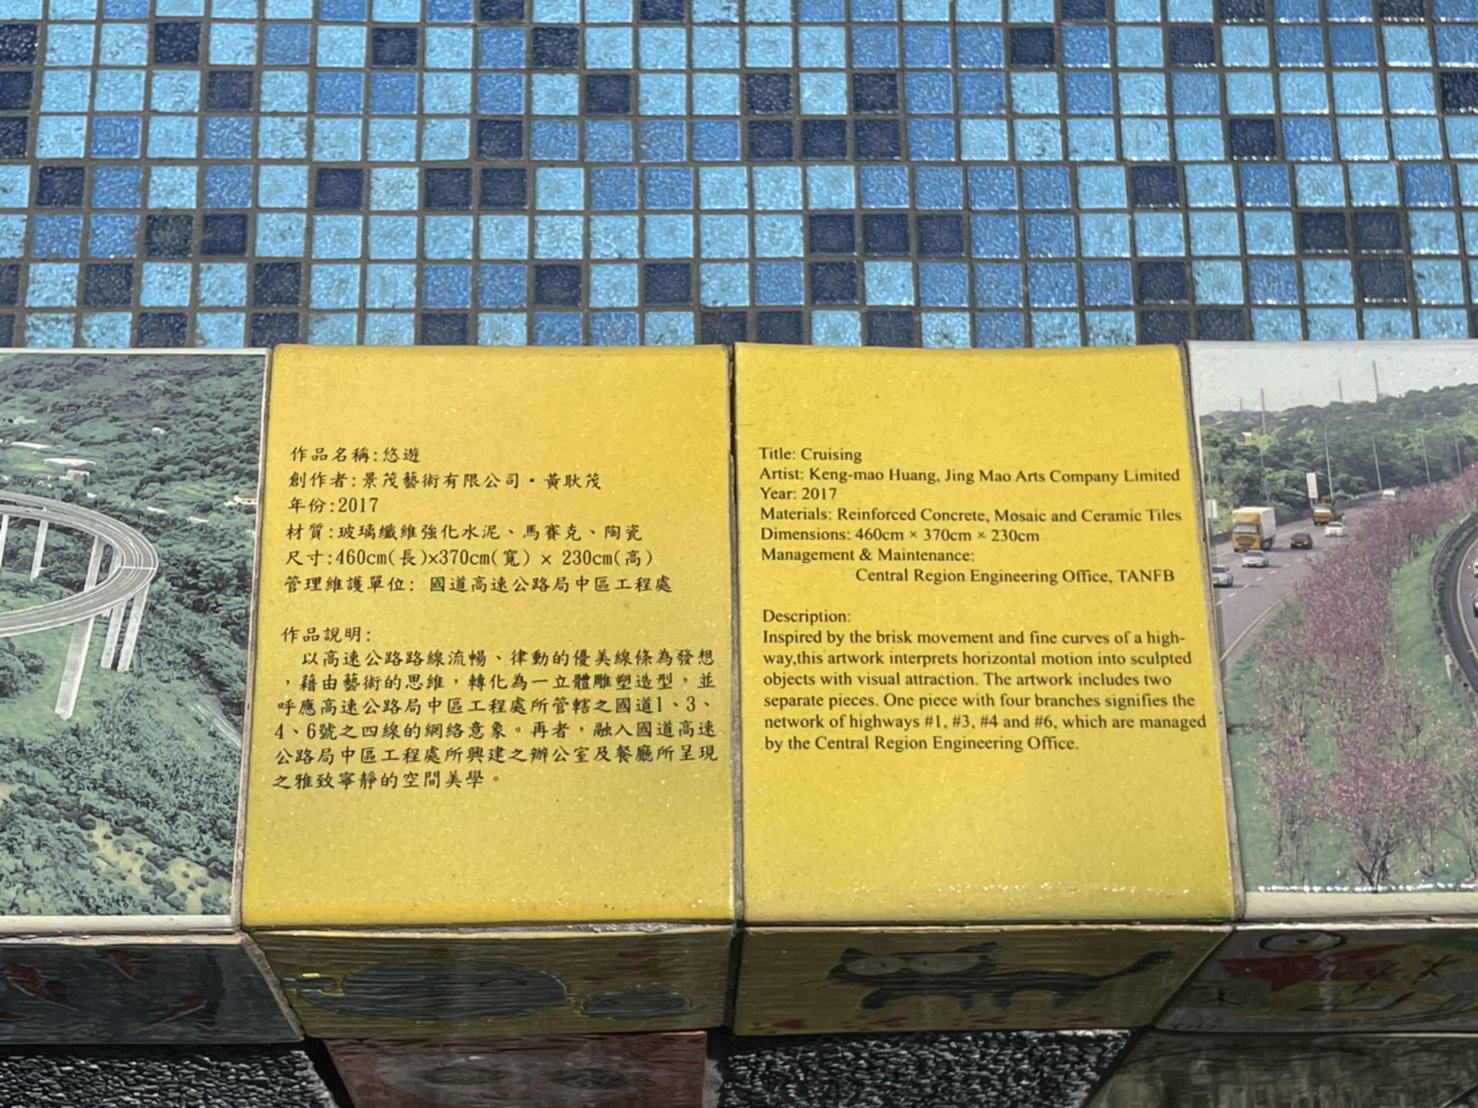 作品名稱:悠遊
創作者:景茂藝術有限公司·黃耿茂
年份:2017
材質:玻璃纖維強化水泥、馬賽克、陶瓷
尺寸:460cm(長)×370cm(寬) × 230cm(高)
管理維護單位: 國道高速公路局中區工程處
作品說明:
以高速公路路線流暢、律動的優美線條為發想
，藉由藝術的思維，轉化為一立體雕塑造型，並
呼應高速公路局中區工程處所管轄之國道1、3、
4、6號之四線的網絡意象。再者，融入國道高速
公路局中區工程處所興建之辦公室及餐廳所呈現
之雅致寧靜的空間美學。
Title: Cruising
Artist: Keng-mao Huang, Jing Mao Arts Company Limited
Year: 2017
Materials: Reinforced Concrete, Mosaic and Ceramic Tiles
Dimensions: 460cm × 370cm × 230cm
Management & Maintenance:
Central Region Engineering Office, TANFB
Description:
Inspired by the brisk movement and fine curves of a high-
way,this artwork interprets horizontal motion into sculpted
objects with visual attraction. The artwork includes two
separate pieces. One piece with four branches signifies the
network of highways #1, #3, #4 and #6, which are managed
by the Central Region Engineering Office.